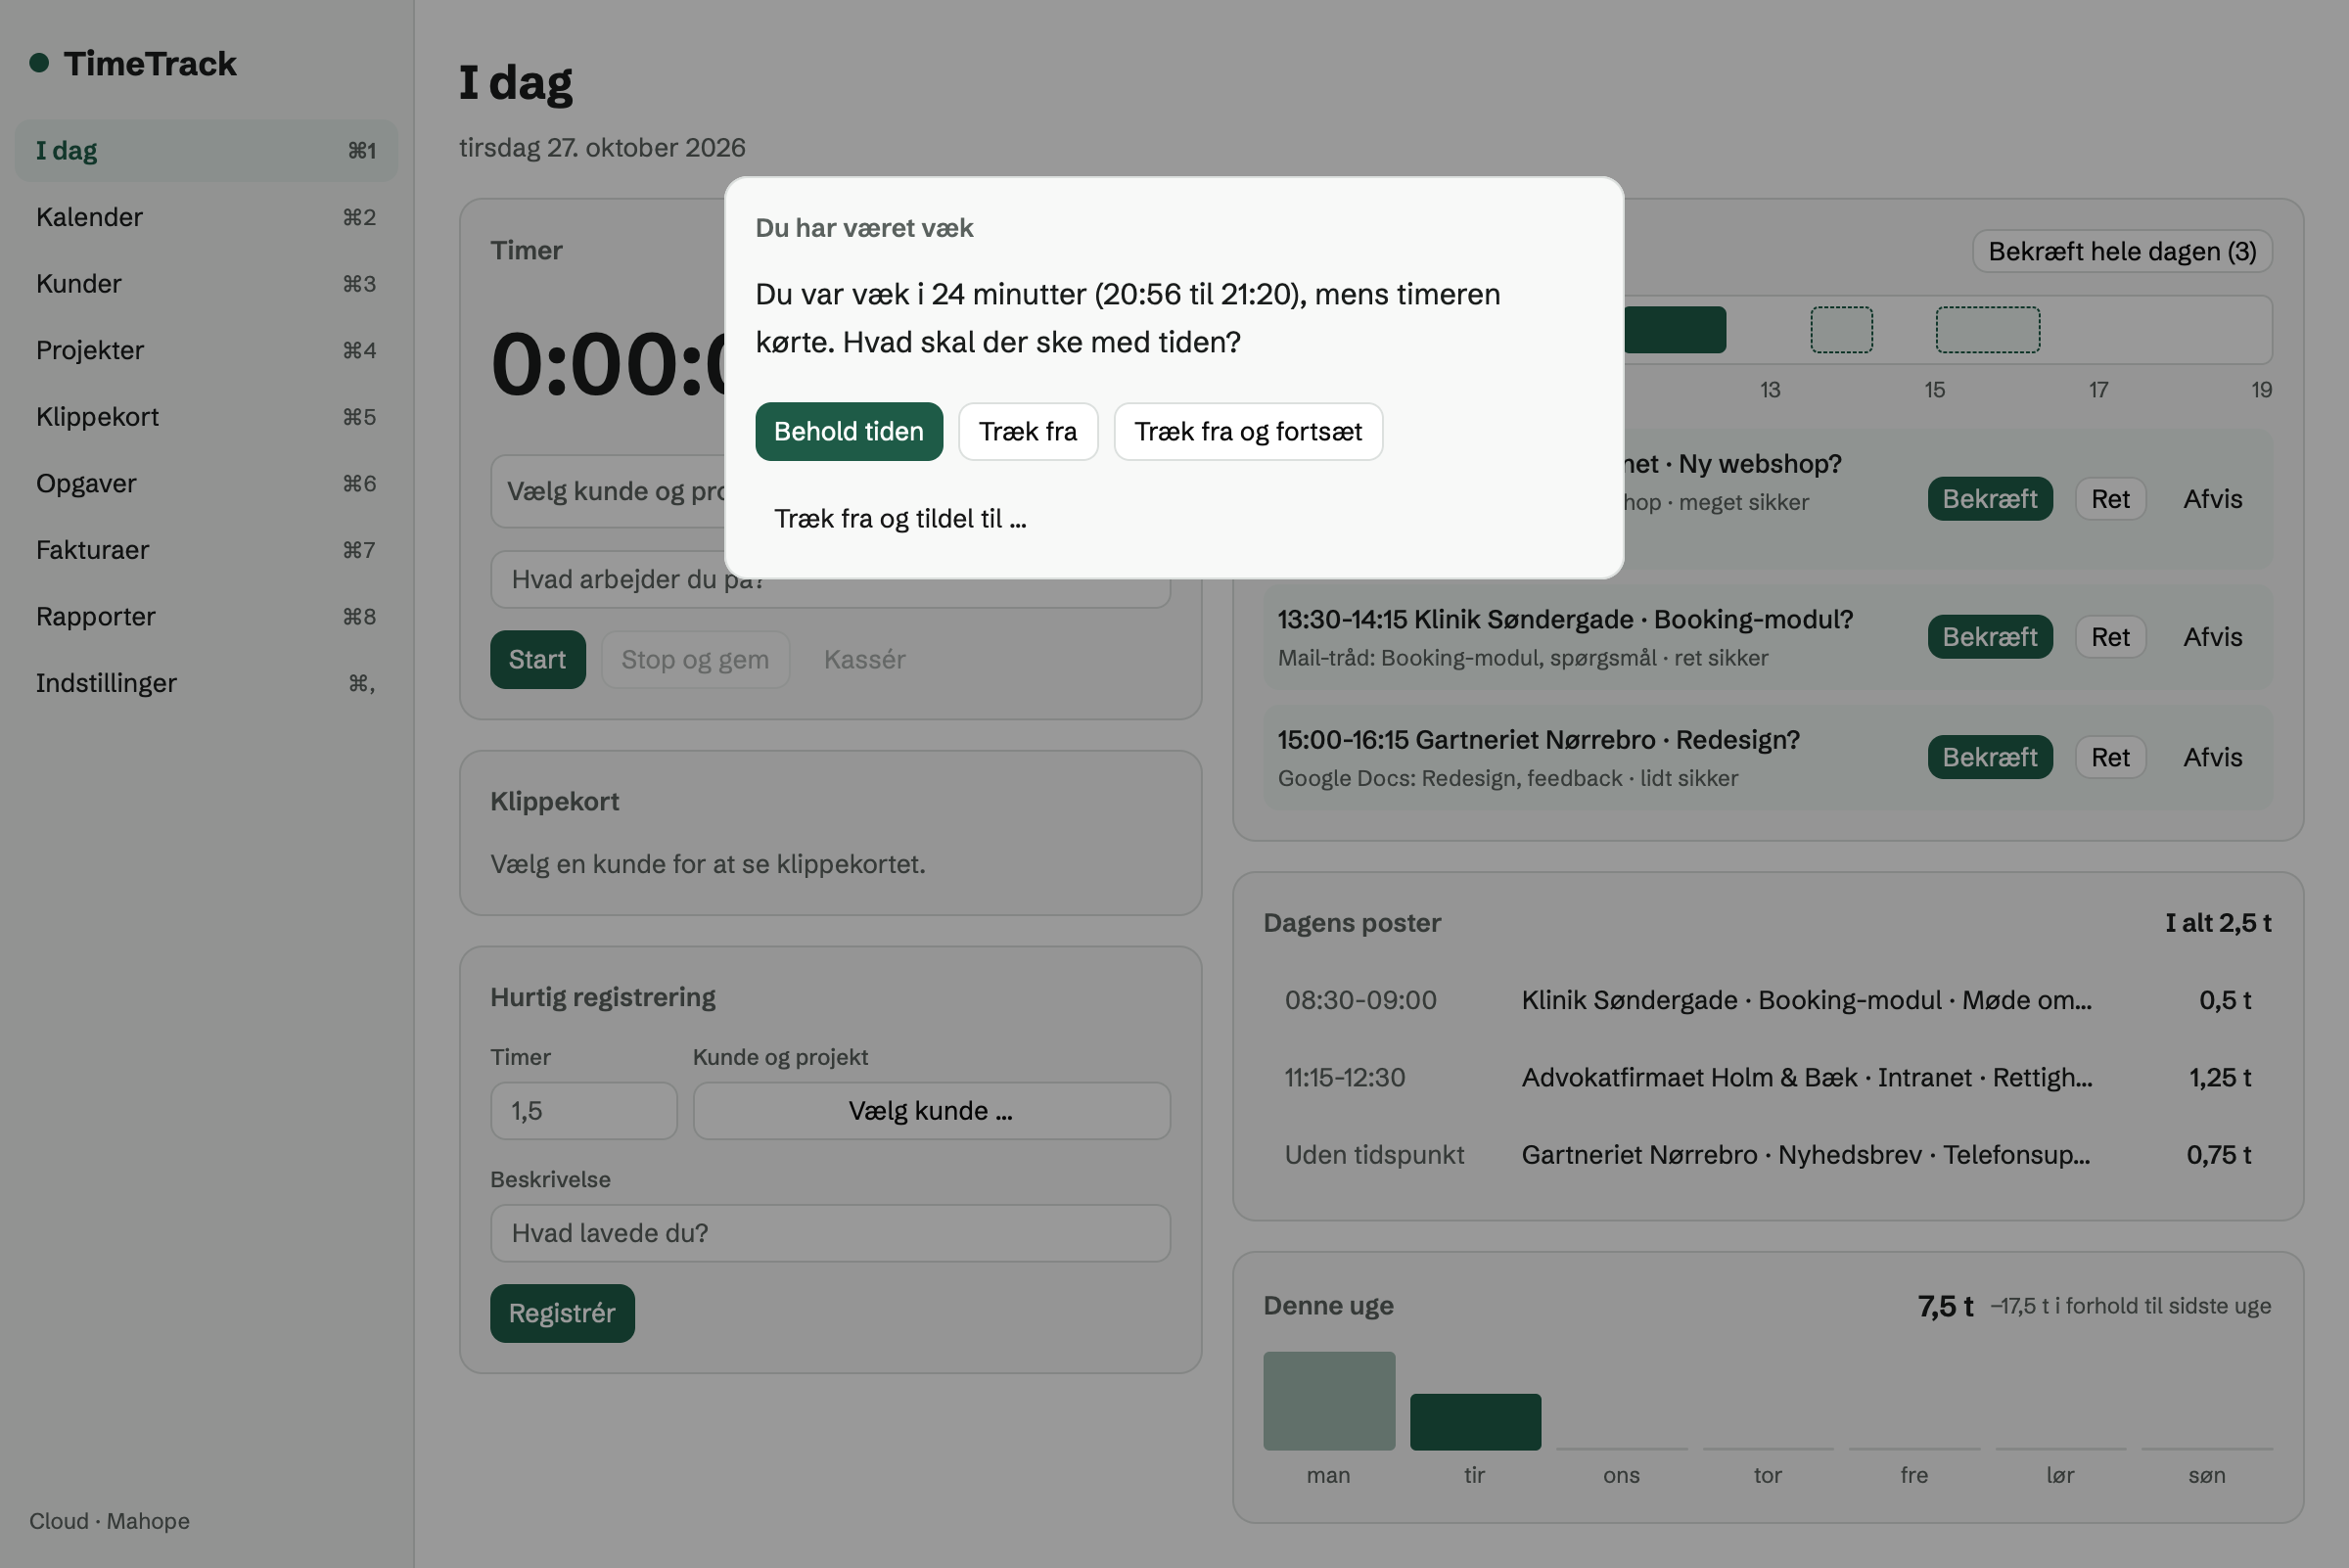 TimeTrack
I dag ⌘1
Kalender ⌘2
Kunder ⌘3
Projekter ⌘4
Klippekort ⌘5
Opgaver ⌘6
Fakturaer ⌘7
Rapporter ⌘8
Indstillinger ⌘,
Cloud · Mahope
I dag
tirsdag 27. oktober 2026
Du har været væk
Du var væk i 24 minutter (20:56 til 21:20), mens timeren
kørte. Hvad skal der ske med tiden?
Behold tiden Træk fra Træk fra og fortsæt
Træk fra og tildel til ...
Timer
0:00:
Vælg kunde og
Hvad arbejder du på?
Start Stop og gem Kassér
Klippekort
Vælg en kunde for at se klippekortet.
Hurtig registrering
Timer Kunde og projekt
1,5 Vælg kunde ...
Beskrivelse
Hvad lavede du?
Registrér
Bekræft hele dagen (3)
13 15 17 19
· Ny webshop?
· meget sikker
Bekræft Ret Afvis
13:30-14:15 Klinik Søndergade · Booking-modul?
Mail-tråd: Booking-modul, spørgsmål · ret sikker
Bekræft Ret Afvis
15:00-16:15 Gartneriet Nørrebro · Redesign?
Google Docs: Redesign, feedback · lidt sikker
Bekræft Ret Afvis
Dagens poster I alt 2,5 t
08:30-09:00 Klinik Søndergade · Booking-modul · Møde om... 0,5 t
11:15-12:30 Advokatfirmaet Holm & Bæk · Intranet · Rettigh... 1,25 t
Uden tidspunkt Gartneriet Nørrebro · Nyhedsbrev · Telefonsup... 0,75 t
Denne uge 7,5 t −17,5 t i forhold til sidste uge
man tir ons tor fre lør søn